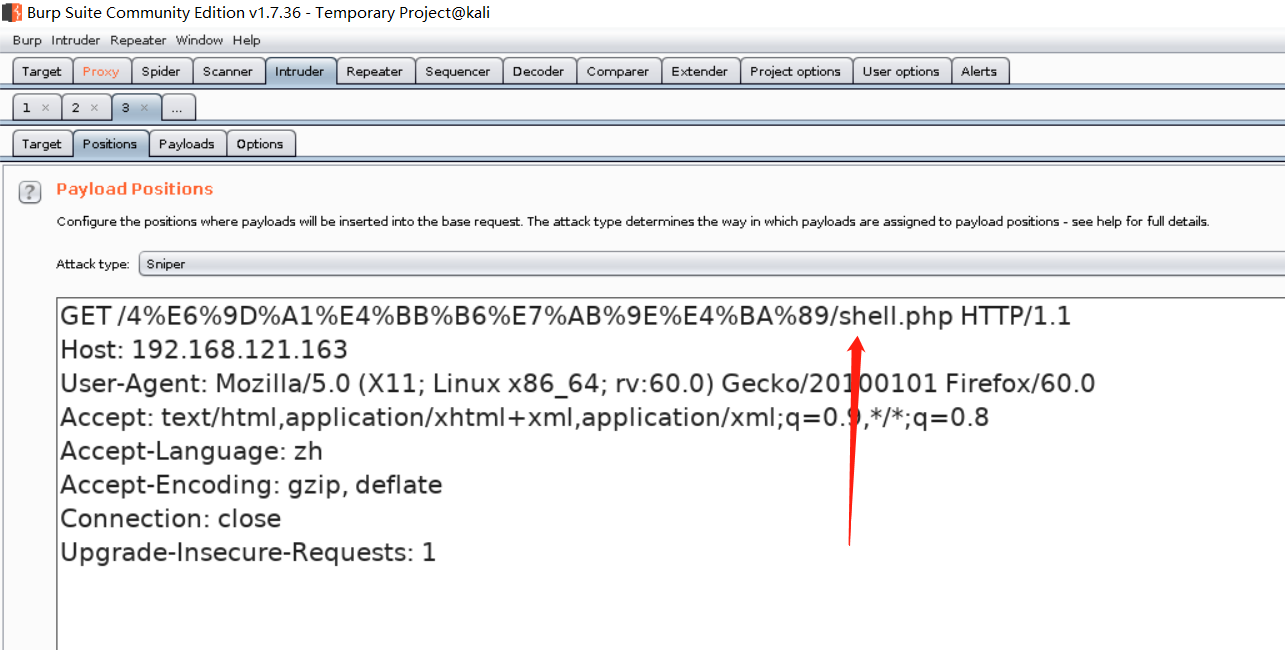 Burp Suite Community Edition v1.7.36 - Temporary Project@kali
Burp Intruder Repeater Window Help
Target Proxy Spider Scanner Intruder Repeater Sequencer Decoder Comparer Extender Project options User options Alerts
1 × 2 × 3 × ...
Target Positions Payloads Options
? Payload Positions
Configure the positions where payloads will be inserted into the base request. The attack type determines the way in which payloads are assigned to payload positions - see help for full details.
Attack type: Sniper
GET /4%E6%9D%A1%E4%BB%B6%E7%AB%9E%E4%BA%89/shell.php HTTP/1.1
Host: 192.168.121.163
User-Agent: Mozilla/5.0 (X11; Linux x86_64; rv:60.0) Gecko/20100101 Firefox/60.0
Accept: text/html,application/xhtml+xml,application/xml;q=0.9,*/*;q=0.8
Accept-Language: zh
Accept-Encoding: gzip, deflate
Connection: close
Upgrade-Insecure-Requests: 1